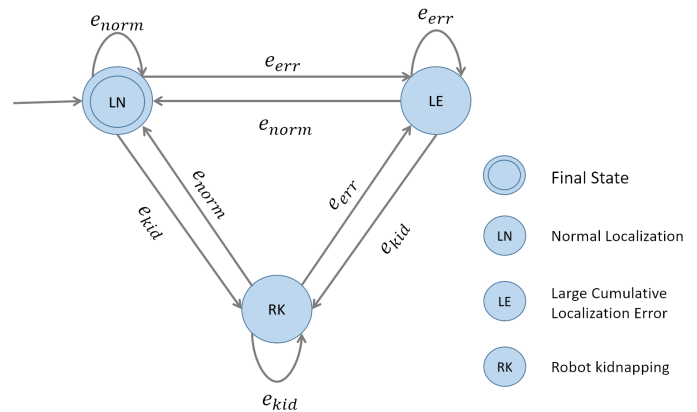 e_norm
e_err
e_err
LN
LE
e_norm
e_norm
e_err
e_kid
e_kid
RK
e_kid
Final State
LN
Normal Localization
LE
Large Cumulative
Localization Error
RK
Robot kidnapping